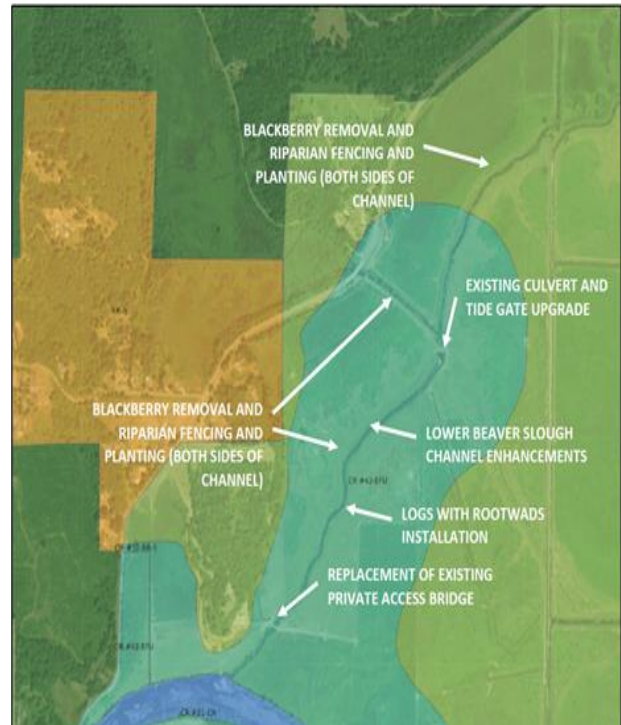 BLACKBERRY REMOVAL AND
RIPARIAN FENCING AND
PLANTING (BOTH SIDES OF
CHANNEL)
EXISTING CULVERT AND
TIDE GATE UPGRADE
BLACKBERRY REMOVAL AND
RIPARIAN FENCING AND
PLANTING (BOTH SIDES OF
CHANNEL)
LOWER BEAVER SLOUGH
CHANNEL ENHANCEMENTS
LOGS WITH ROOTWADS
INSTALLATION
REPLACEMENT OF EXISTING
PRIVATE ACCESS BRIDGE